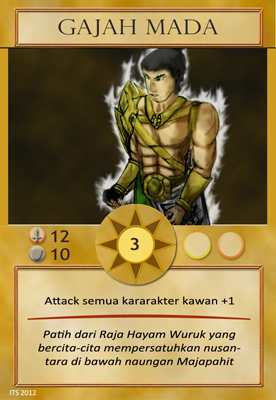 GAJAH MADA
12
10
3
Attack semua kararakter kawan +1
Patih dari Raja Hayam Wuruk yang
bercita-cita mempersatuhkan nusan-
tara di bawah naungan Majapahit
ITS 2012